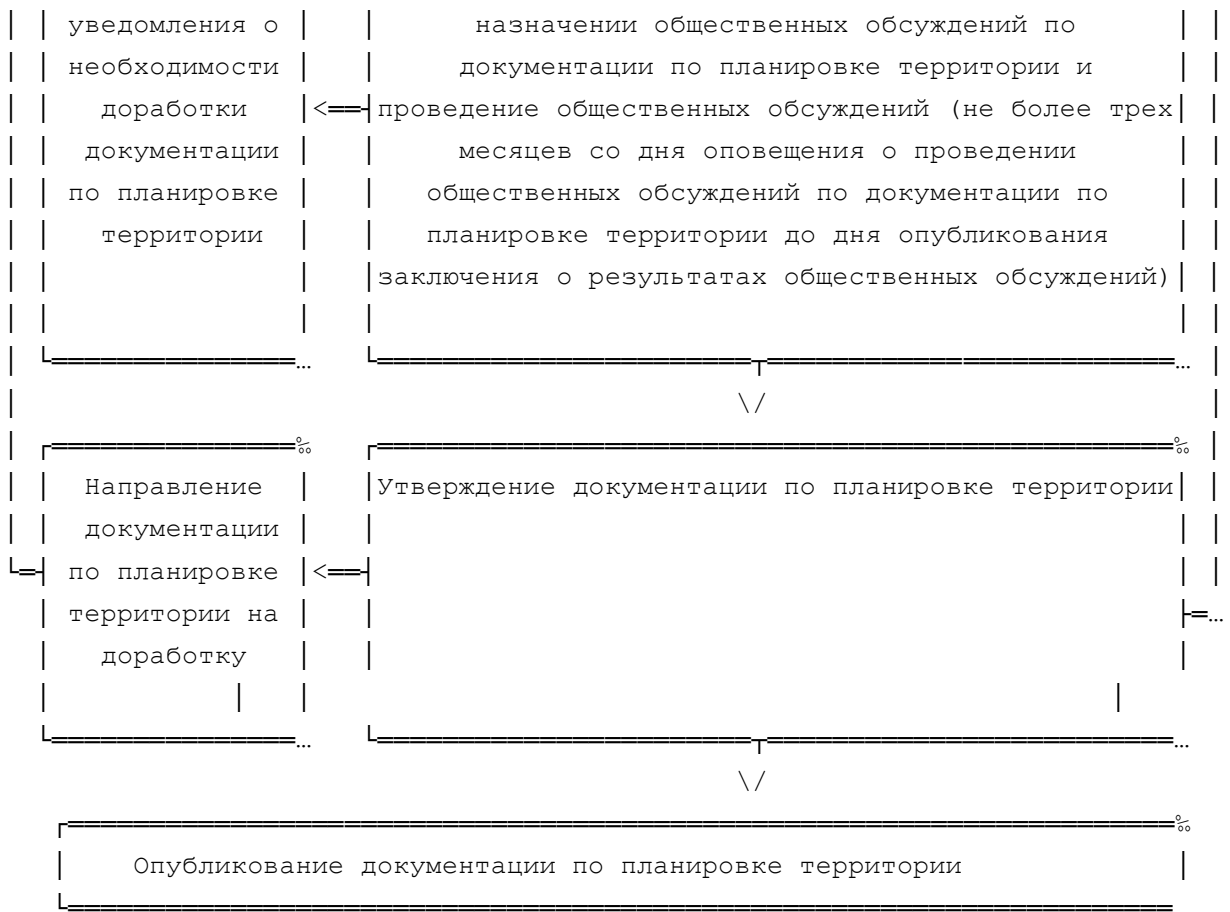 уведомления о
необходимости
доработки
документации
по планировке
территории
назначении общественных обсуждений по
документации по планировке территории и
проведение общественных обсуждений (не более трех
месяцев со дня оповещения о проведении
общественных обсуждений по документации по
планировке территории до дня опубликования
заключения о результатах общественных обсуждений)
Направление
документации
по планировке
территории на
доработку
Утверждение документации по планировке территории
Опубликование документации по планировке территории